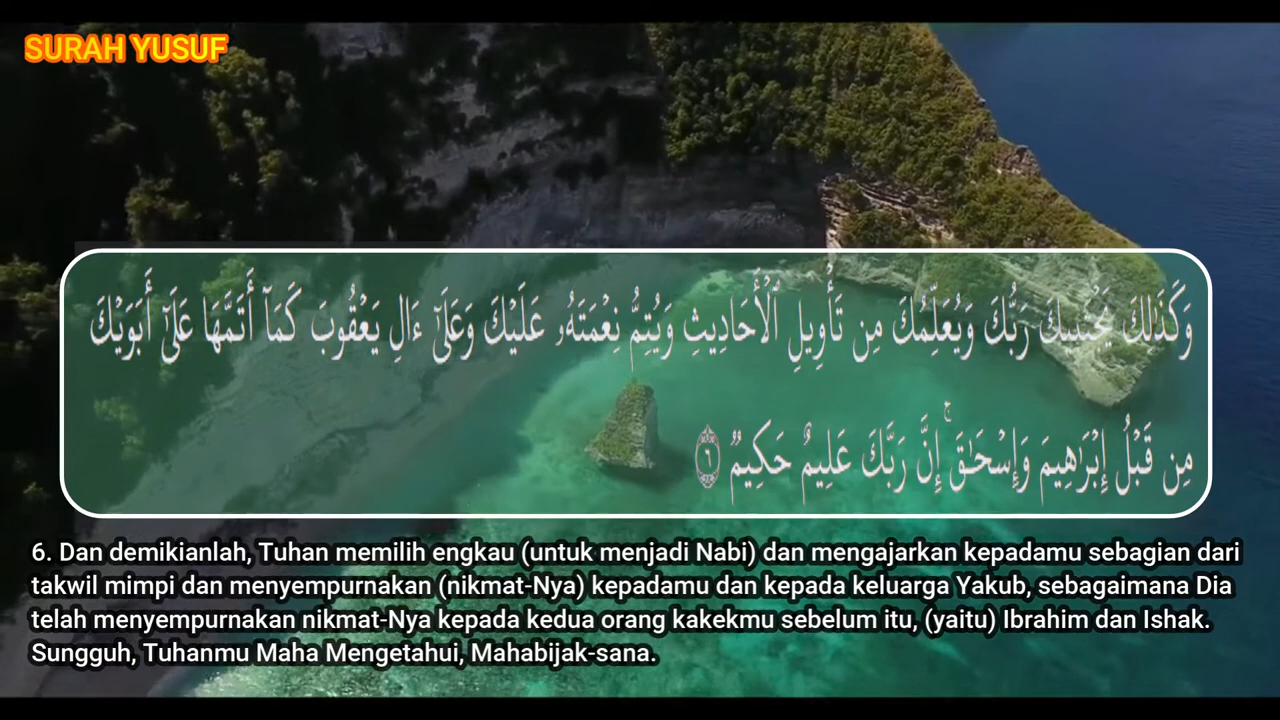 SURAH YUSUF
وَكَذَٰلِكَ يَجْتَبِيكَ رَبُّكَ وَيُعَلِّمُكَ مِن تَأْوِيلِ ٱلْأَحَادِيثِ وَيُتِمُّ نِعْمَتَهُۥ عَلَيْكَ وَعَلَىٰٓ ءَالِ يَعْقُوبَ كَمَآ أَتَمَّهَا عَلَىٰٓ أَبَوَيْكَ
مِن قَبْلُ إِبْرَٰهِيمَ وَإِسْحَٰقَ ۚ إِنَّ رَبَّكَ عَلِيمٌ حَكِيمٌ ٦
6. Dan demikianlah, Tuhan memilih engkau (untuk menjadi Nabi) dan mengajarkan kepadamu sebagian dari
takwil mimpi dan menyempurnakan (nikmat-Nya) kepadamu dan kepada keluarga Yakub, sebagaimana Dia
telah menyempurnakan nikmat-Nya kepada kedua orang kakekmu sebelum itu, (yaitu) Ibrahim dan Ishak.
Sungguh, Tuhanmu Maha Mengetahui, Mahabijak-sana.